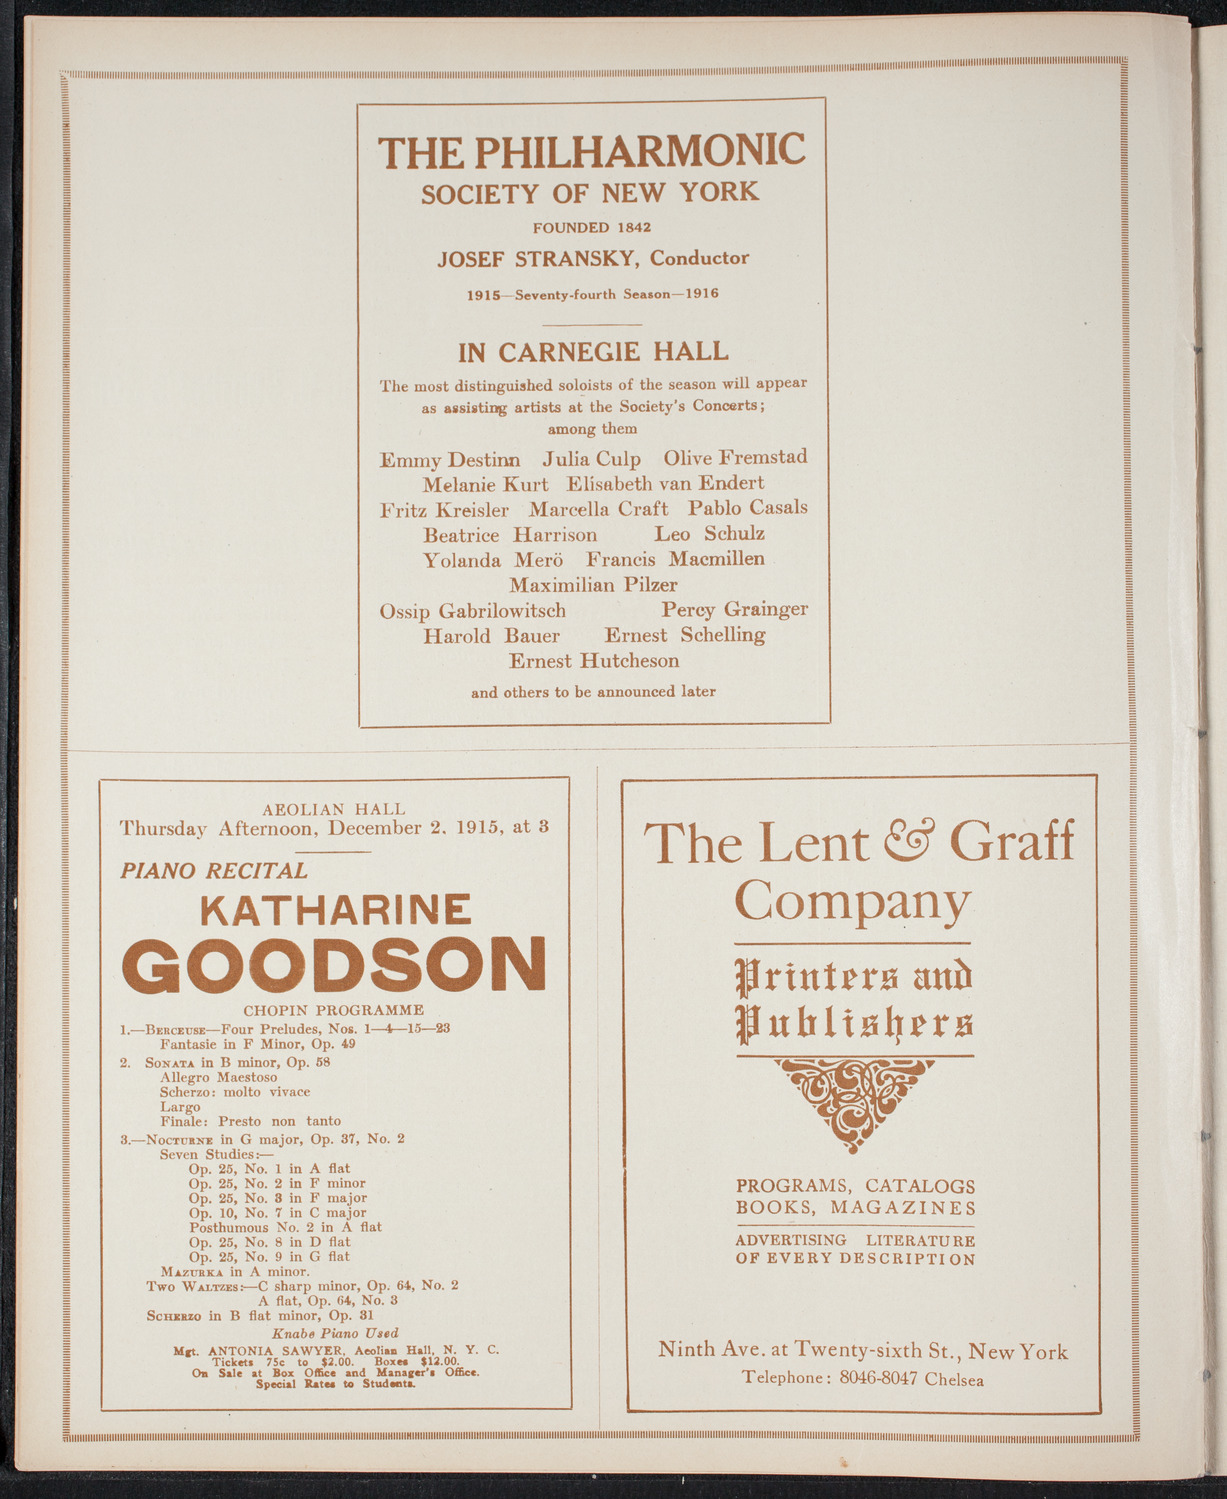 THE PHILHARMONIC
SOCIETY OF NEW YORK
FOUNDED 1842
JOSEF STRANSKY, Conductor
1915—Seventy-fourth Season—1916
IN CARNEGIE HALL
The most distinguished soloists of the season will appear
as assisting artists at the Society's Concerts;
among them
Emmy Destinn Julia Culp Olive Fremstad
Melanie Kurt Elisabeth van Endert
Fritz Kreisler Marcella Craft Pablo Casals
Beatrice Harrison Leo Schulz
Yolanda Merö Francis Macmillen
Maximilian Pilzer
Ossip Gabrilowitsch Percy Grainger
Harold Bauer Ernest Schelling
Ernest Hutcheson
and others to be announced later
AEOLIAN HALL
Thursday Afternoon, December 2. 1915, at 3
PIANO RECITAL
KATHARINE
GOODSON
CHOPIN PROGRAMME
1.—BERCEUSE—Four Preludes, Nos. 1—4—15—23
Fantasie in F Minor, Op. 49
2. SONATA in B minor, Op. 58
Allegro Maestoso
Scherzo: molto vivace
Largo
Finale: Presto non tanto
3.—NOCTURNE in G major, Op. 37, No. 2
Seven Studies:—
Op. 25, No. 1 in A flat
Op. 25, No. 2 in F minor
Op. 25, No. 3 in F major
Op. 10, No. 7 in C major
Posthumous No. 2 in A flat
Op. 25, No. 8 in D flat
Op. 25, No. 9 in G flat
MAZURKA in A minor.
TWO WALTZES:—C sharp minor, Op. 64, No. 2
A flat, Op. 64, No. 3
SCHERZO in B flat minor, Op. 31
Knabe Piano Used
Mgt. ANTONIA SAWYER, Aeolian Hall, N. Y. C.
Tickets 75c to $2.00. Boxes $12.00.
On Sale at Box Office and Manager's Office.
Special Rates to Students.
The Lent & Graff
Company
Printers and
Publishers
PROGRAMS, CATALOGS
BOOKS, MAGAZINES
ADVERTISING LITERATURE
OF EVERY DESCRIPTION
Ninth Ave. at Twenty-sixth St., New York
Telephone: 8046-8047 Chelsea